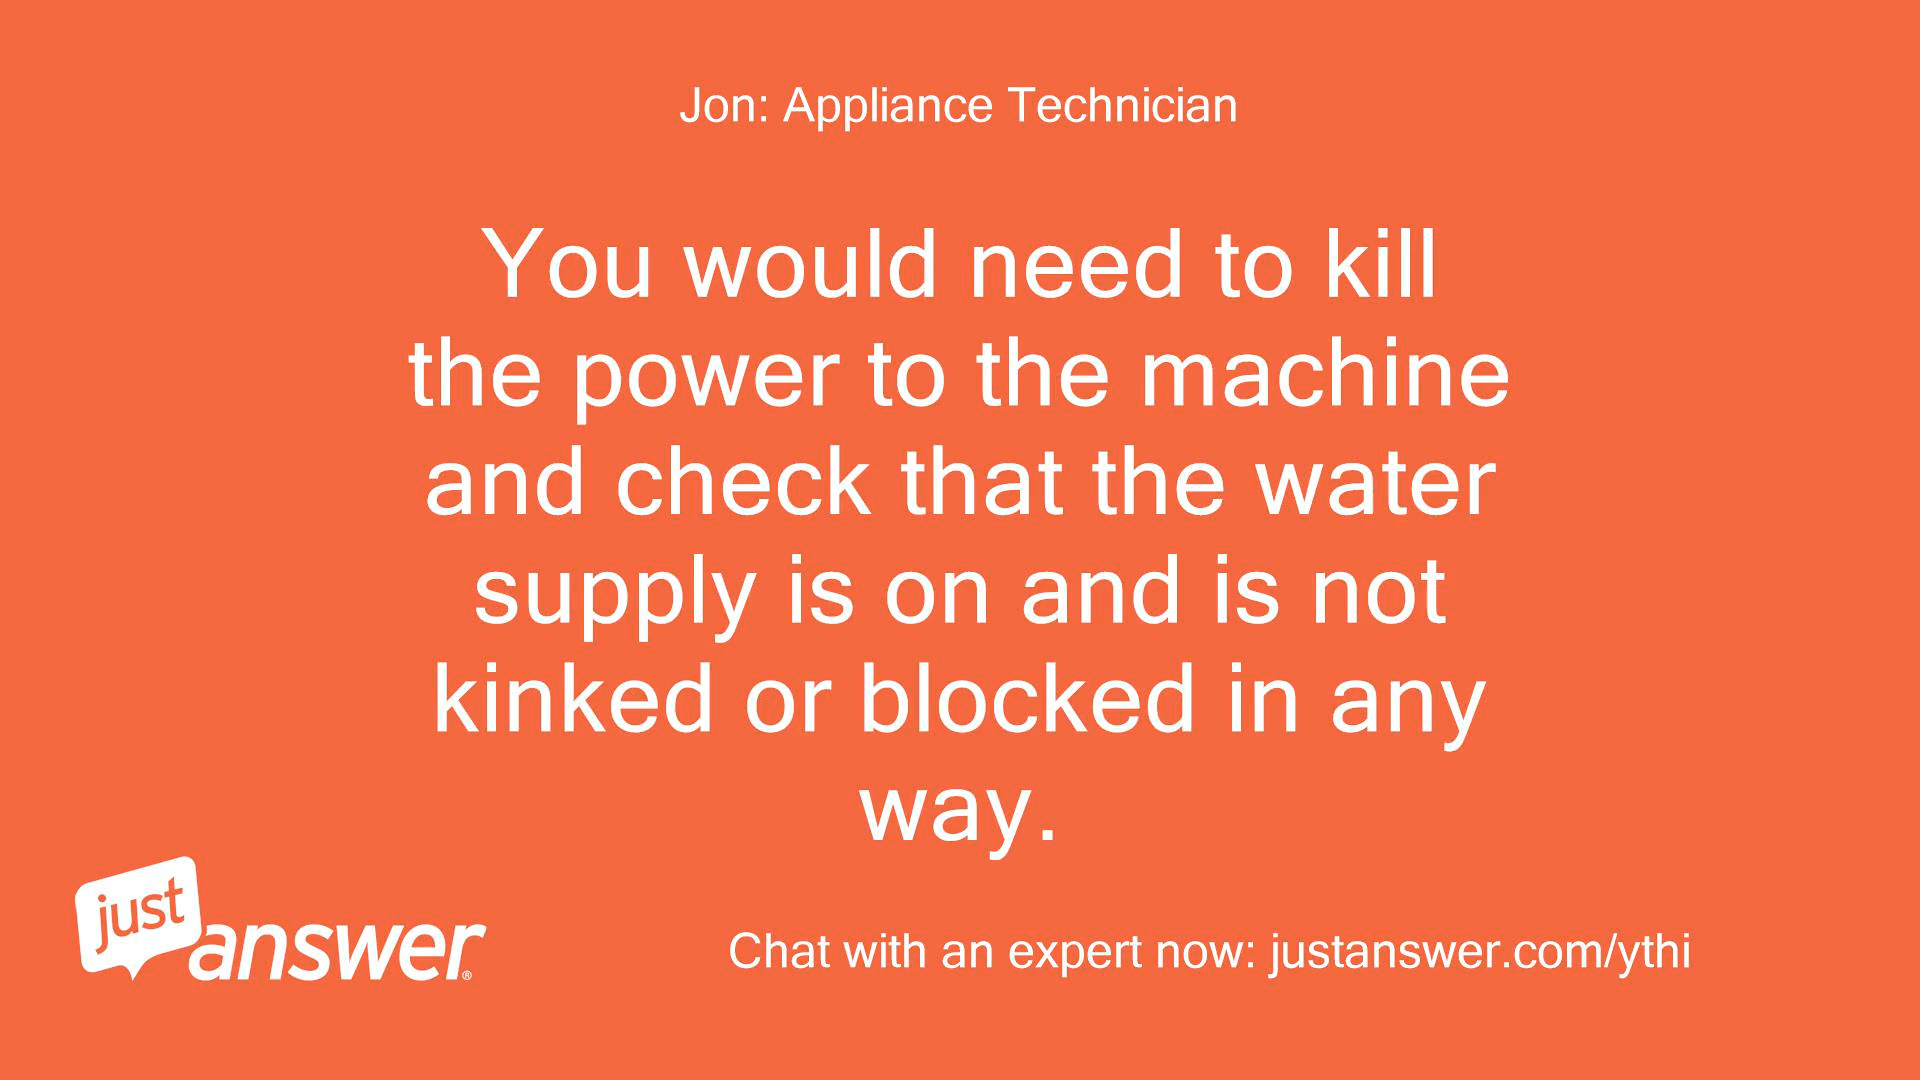 Jon: Appliance Technician
You would need to kill
the power to the machine
and check that the water
supply is on and is not
kinked or blocked in any
way.
just
answer®
Chat with an expert now: justanswer.com/ythi